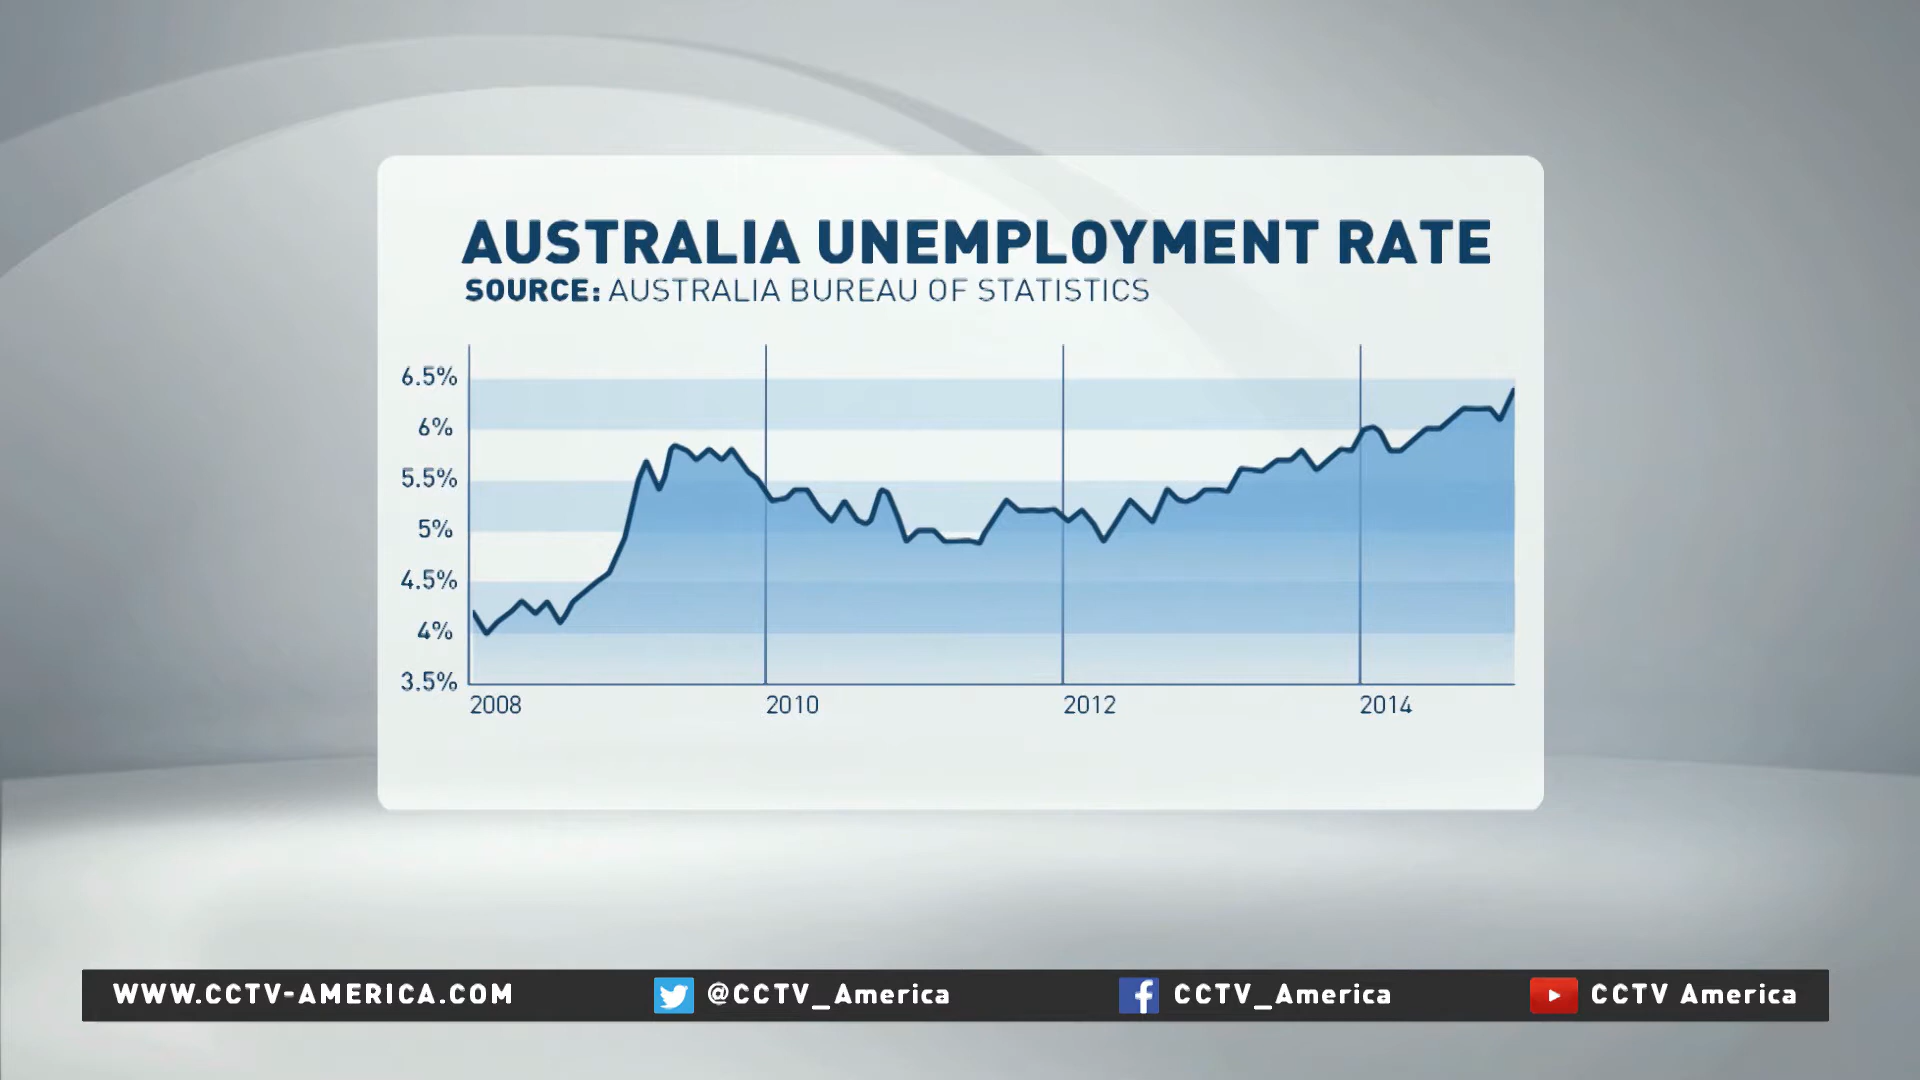 AUSTRALIA UNEMPLOYMENT RATE
SOURCE: AUSTRALIA BUREAU OF STATISTICS
6.5%
6%
5.5%
5%
4.5%
4%
3.5%
2008 2010 2012 2014
WWW.CCTV-AMERICA.COM @CCTV_America CCTV_America CCTV America